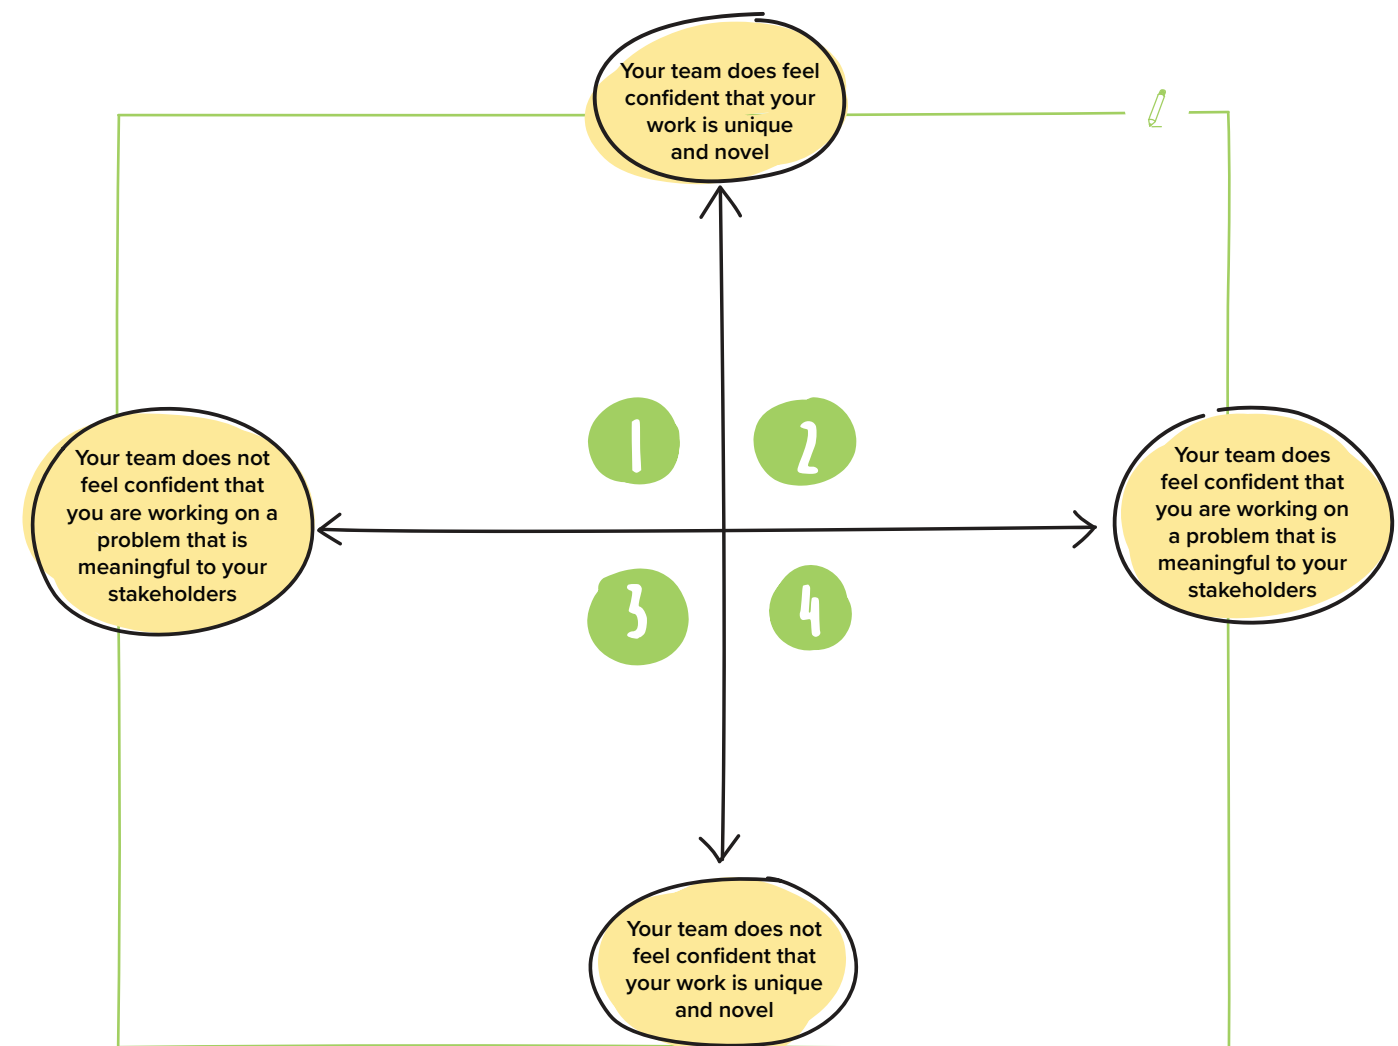 Your team does feel
confident that your
work is unique
and novel
1
2
Your team does not
feel confident that
you are working on a
problem that is
meaningful to your
stakeholders
Your team does
feel confident that
you are working on
a problem that is
meaningful to your
stakeholders
3
4
Your team does not
feel confident that
your work is unique
and novel